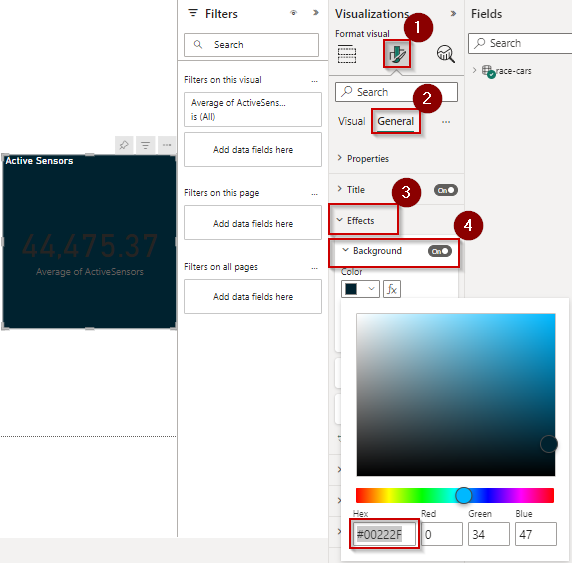 Active Sensors
44,475.37
Average of ActiveSensors
Filters
Search
Filters on this visual
...
Average of ActiveSens...
is (All)
Add data fields here
Filters on this page
...
Add data fields here
Filters on all pages
...
Add data fields here
Visualizations
Format visual
1
Search
2
Visual
General
...
Properties
Title
On
3
Effects
4
Background
On
Color
fx
Hex
Red
Green
Blue
#00222F
0
34
47
Fields
Search
race-cars